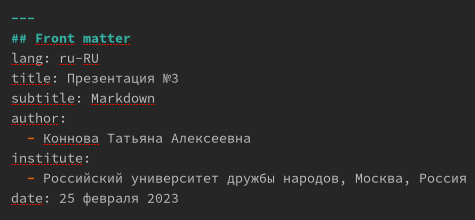 ---
## Front matter
lang: ru-RU
title: Презентация №3
subtitle: Markdown
author:
- Коннова Татьяна Алексеевна
institute:
- Российский университет дружбы народов, Москва, Россия
date: 25 февраля 2023